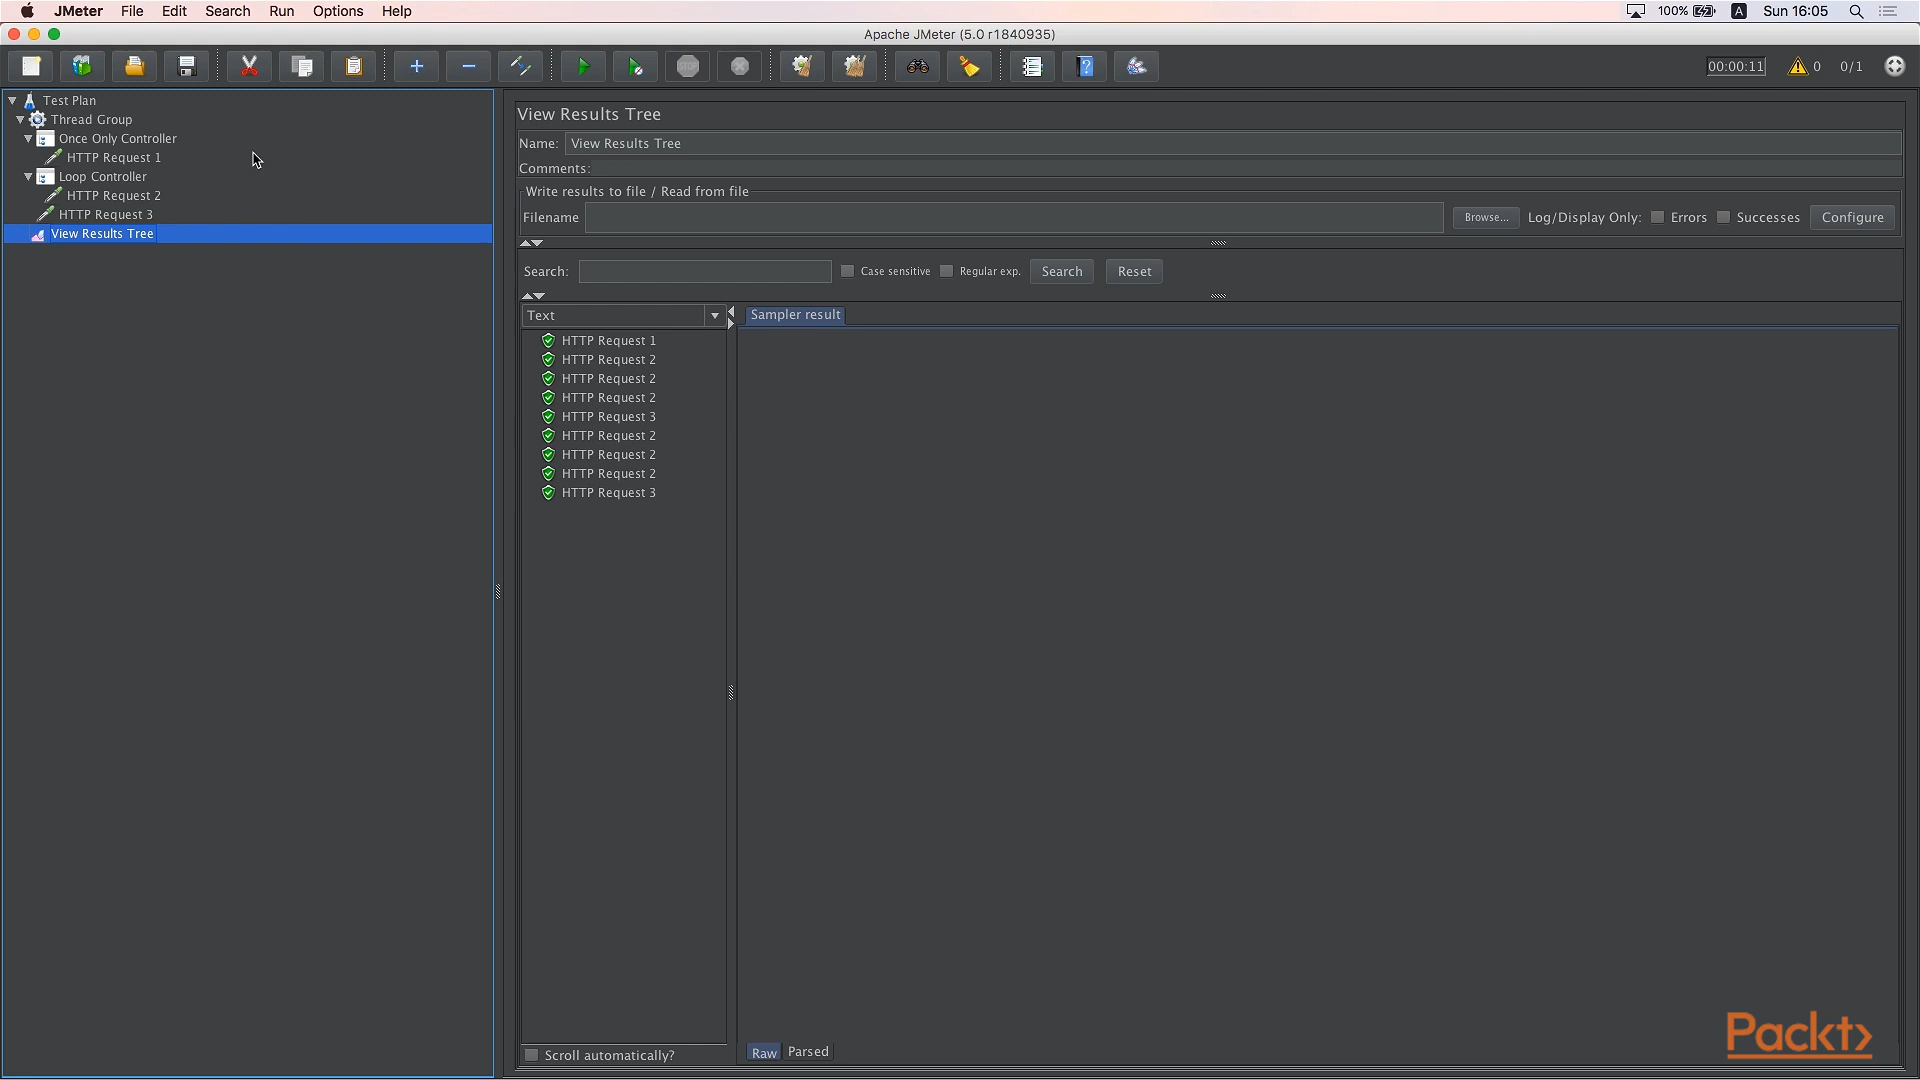 JMeter File Edit Search Run Options Help 100% A Sun 16:05
Apache JMeter (5.0 r1840935)
STOP 00:00:11 0 0/1
Test Plan
Thread Group
Once Only Controller
HTTP Request 1
Loop Controller
HTTP Request 2
HTTP Request 3
View Results Tree
View Results Tree
Name: View Results Tree
Comments:
Write results to file / Read from file
Filename Browse... Log/Display Only: Errors Successes Configure
Search: Case sensitive Regular exp. Search Reset
Text Sampler result
HTTP Request 1
HTTP Request 2
HTTP Request 2
HTTP Request 2
HTTP Request 3
HTTP Request 2
HTTP Request 2
HTTP Request 2
HTTP Request 3
Scroll automatically? Raw Parsed
Packt>